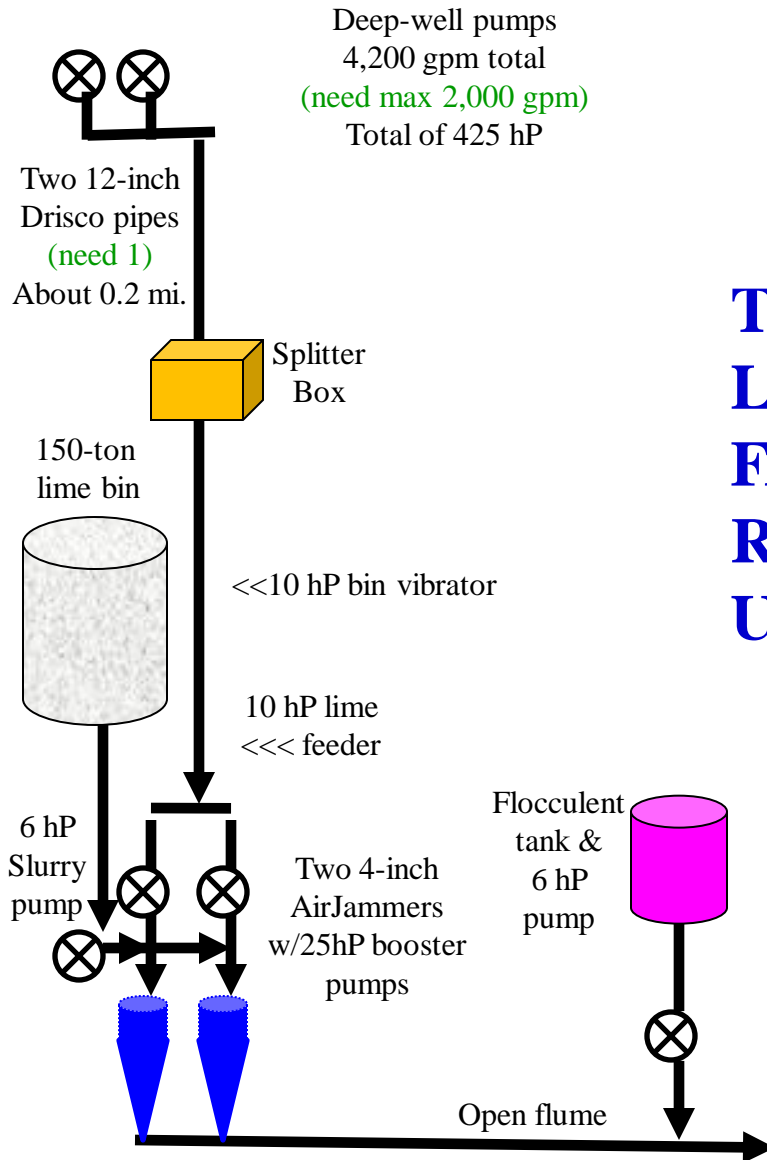 Deep-well pumps
4,200 gpm total
(need max 2,000 gpm)
Total of 425 hP
Two 12-inch
Drisco pipes
(need 1)
About 0.2 mi.
Splitter
Box
150-ton
lime bin
<<10 hP bin vibrator
10 hP lime
<<< feeder
6 hP
Slurry
pump
Two 4-inch
AirJammers
w/25hP booster
pumps
Flocculent
tank &
6 hP
pump
Open flume
T
L
F
R
U